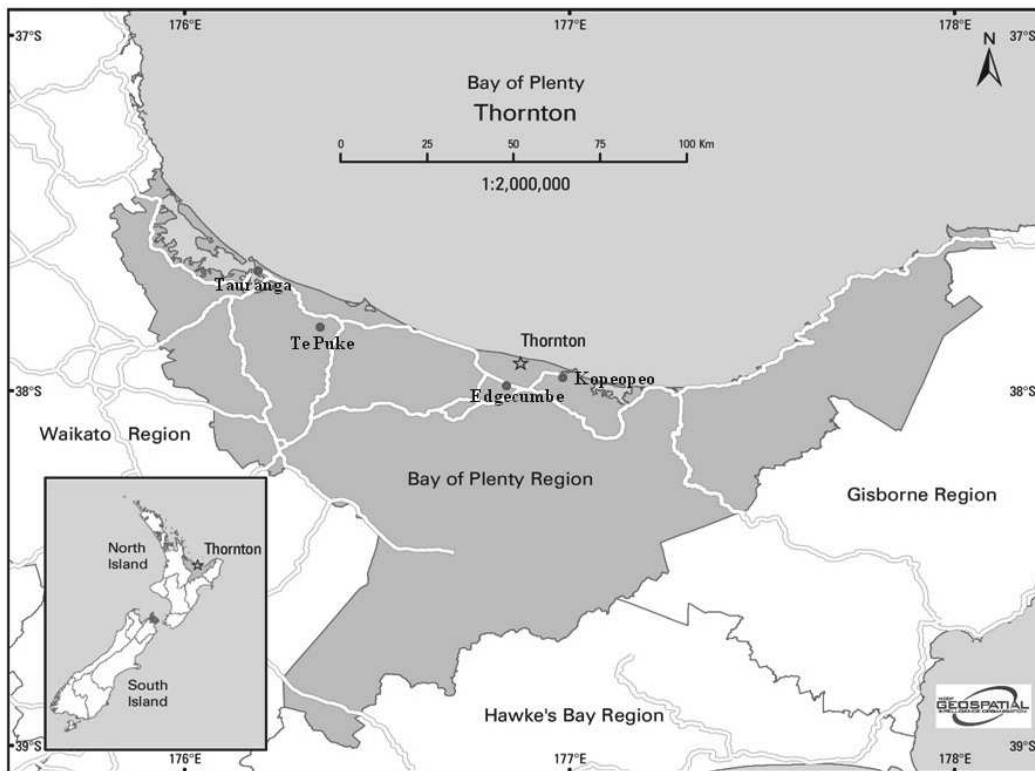 176°E
177°E
178°E
37°S
37°S
N
Bay of Plenty
Thornton
0 25 50 75 100 Km
1:2,000,000
Tauranga
Te Puke
Thornton
Kopeopeo
Edgecumbe
38°S
38°S
Waikato Region
Bay of Plenty Region
Gisborne Region
North
Island
Thornton
South
Island
Hawke's Bay Region
GEOSPATIAL
39°S
39°S
176°E
177°E
178°E